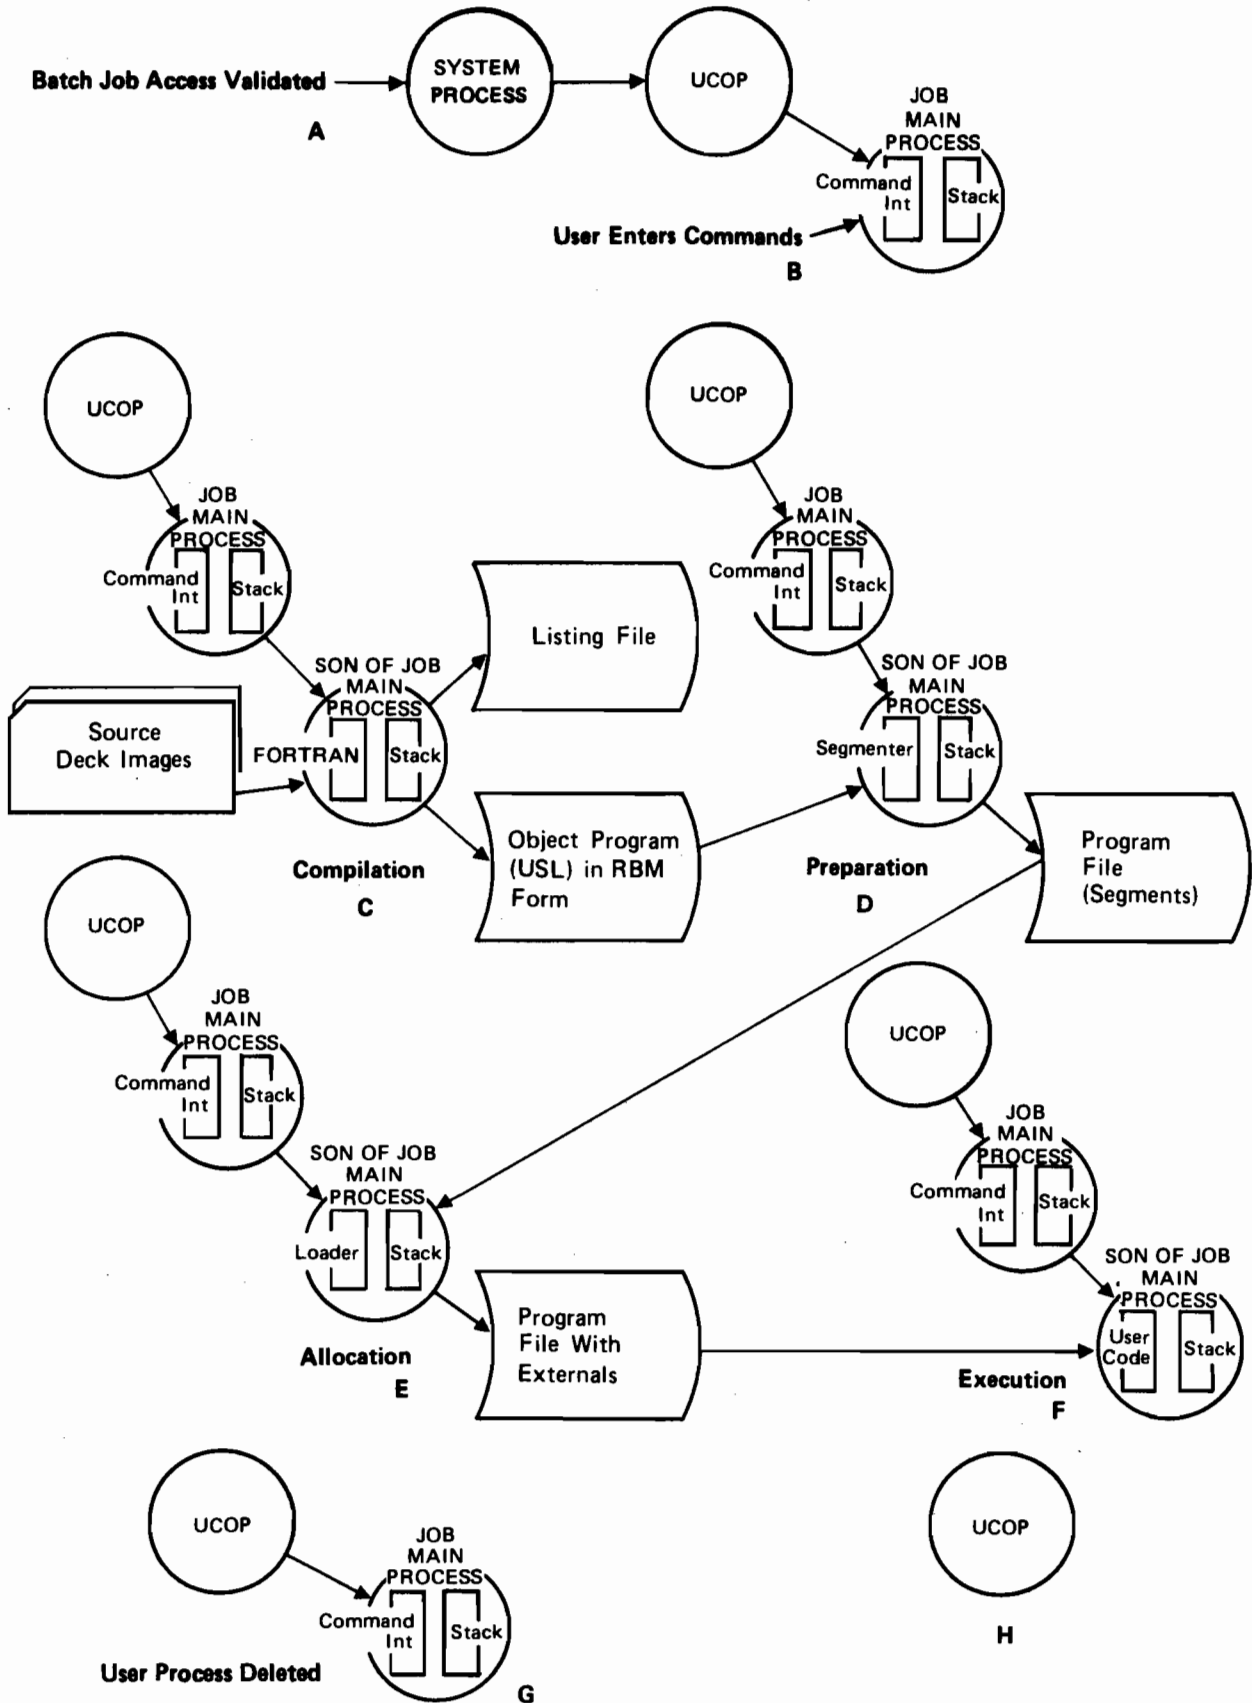 Batch Job Access Validated
A
SYSTEM
PROCESS
UCOP
JOB
MAIN
PROCESS
Command
Int
Stack
User Enters Commands
B
UCOP
JOB
MAIN
PROCESS
Command
Int
Stack
Source
Deck Images
SON OF JOB
MAIN
PROCESS
FORTRAN
Stack
Listing File
Object Program
(USL) in RBM
Form
Compilation
C
UCOP
JOB
MAIN
PROCESS
Command
Int
Stack
SON OF JOB
MAIN
PROCESS
Segmenter
Stack
Preparation
D
Program
File
(Segments)
UCOP
JOB
MAIN
PROCESS
Command
Int
Stack
SON OF JOB
MAIN
PROCESS
Loader
Stack
Allocation
E
Program
File With
Externals
UCOP
JOB
MAIN
PROCESS
Command
Int
Stack
SON OF JOB
MAIN
PROCESS
User
Code
Stack
Execution
F
UCOP
JOB
MAIN
PROCESS
Command
Int
Stack
User Process Deleted
G
UCOP
H